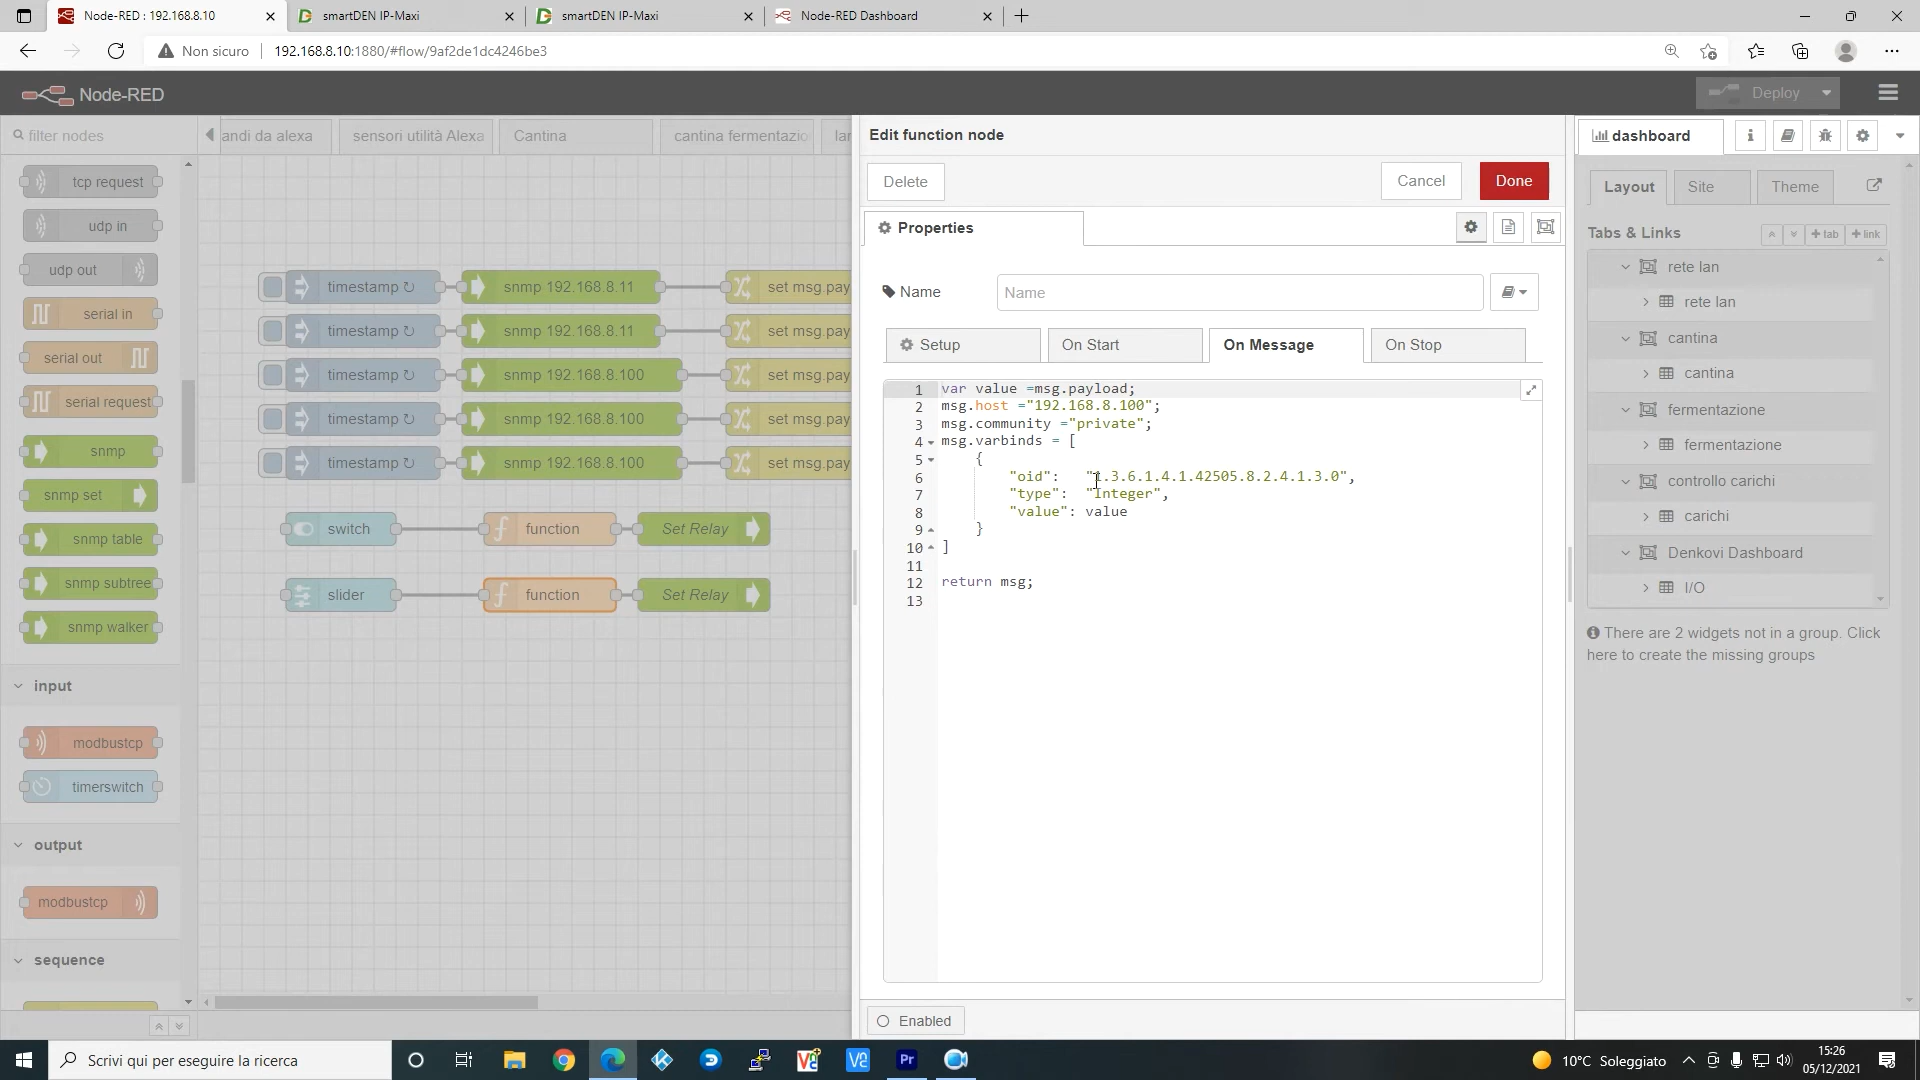 Node-RED : 192.168.8.10
smartDEN IP-Maxi
smartDEN IP-Maxi
Node-RED Dashboard
Non sicuro
192.168.8.10:1880/#flow/9af2de1dc4246be3
Node-RED
Deploy
filter nodes
andi da alexa
sensori utilità Alexa
Cantina
cantina fermentazio
lar
tcp request
udp in
udp out
serial in
serial out
serial request
snmp
snmp set
snmp table
snmp subtree
snmp walker
input
modbustcp
timerswitch
output
modbustcp
sequence
timestamp ↻
snmp 192.168.8.11
set msg.pay
timestamp ↻
snmp 192.168.8.11
set msg.pay
timestamp ↻
snmp 192.168.8.100
set msg.pay
timestamp ↻
snmp 192.168.8.100
set msg.pay
timestamp ↻
snmp 192.168.8.100
set msg.pay
switch
function
Set Relay
slider
function
Set Relay
Edit function node
Delete
Cancel
Done
Properties
Name
Name
Setup
On Start
On Message
On Stop
1 var value =msg.payload;
2 msg.host ="192.168.8.100";
3 msg.community ="private";
4 msg.varbinds = [
5 {
6 "oid": "1.3.6.1.4.1.42505.8.2.4.1.3.0",
7 "type": "Integer",
8 "value": value
9 }
10 ]
11
12 return msg;
13
Enabled
dashboard
Layout
Site
Theme
Tabs & Links
+ tab
+ link
rete lan
rete lan
cantina
cantina
fermentazione
fermentazione
controllo carichi
carichi
Denkovi Dashboard
I/O
There are 2 widgets not in a group. Click
here to create the missing groups
Scrivi qui per eseguire la ricerca
10°C Soleggiato
15:26
05/12/2021